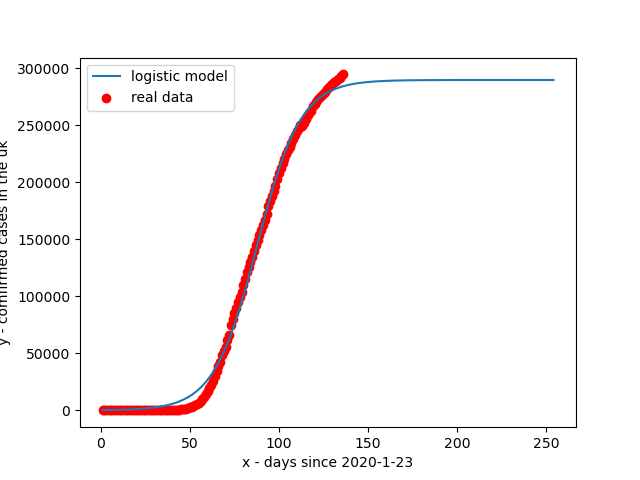 logistic model
real data
300000
250000
200000
150000
100000
50000
0
y - comfirmed cases in the uk
0 50 100 150 200 250
x - days since 2020-1-23